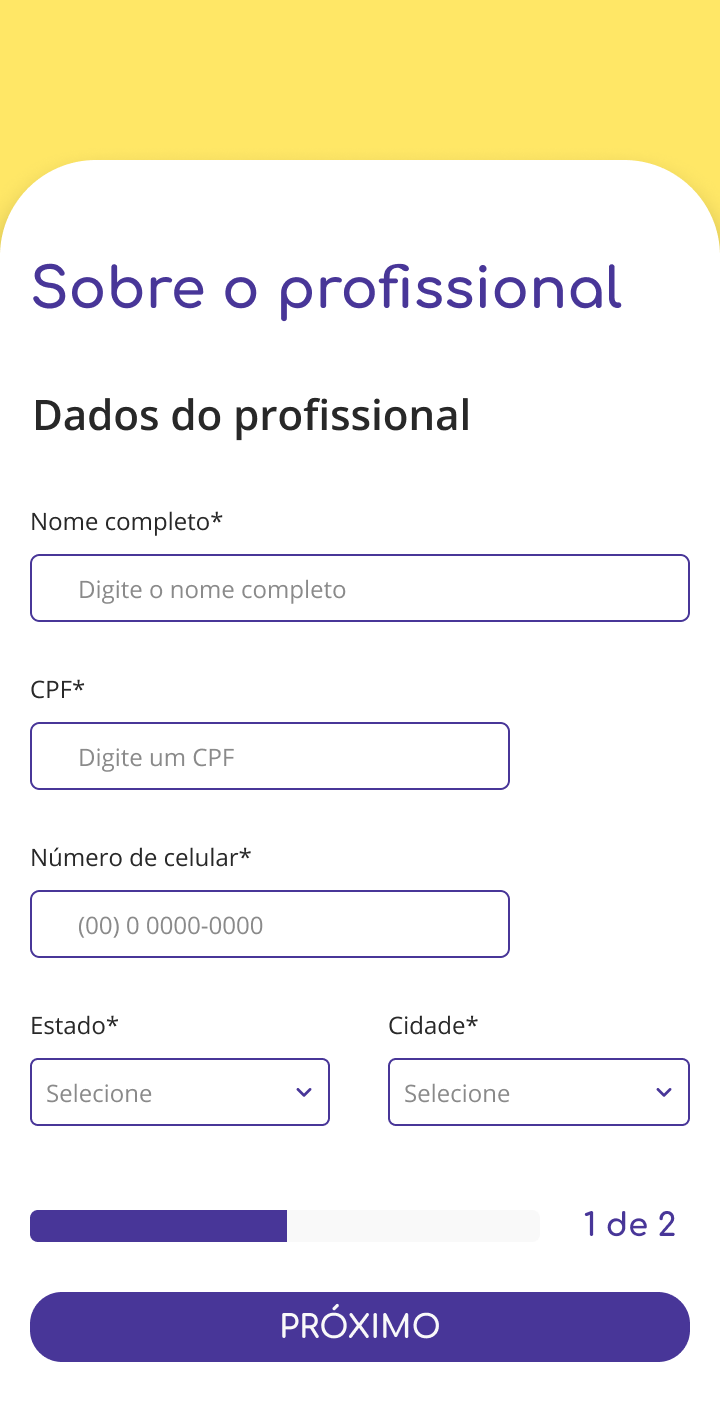 Sobre o profissional
Dados do profissional
Nome completo*
Digite o nome completo
CPF*
Digite um CPF
Número de celular*
(00) 0 0000-0000
Estado*
Cidade*
Selecione
Selecione
1 de 2
PRÓXIMO